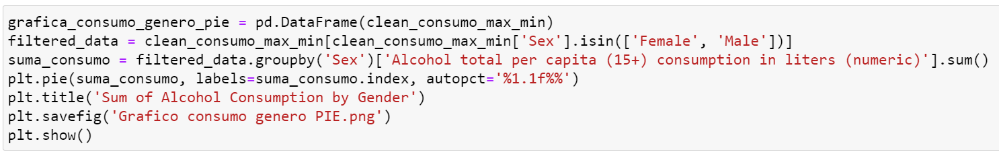 grafica_consumo_genero_pie = pd.DataFrame(clean_consumo_max_min)
filtered_data = clean_consumo_max_min[clean_consumo_max_min['Sex'].isin(['Female', 'Male'])]
suma_consumo = filtered_data.groupby('Sex')['Alcohol total per capita (15+) consumption in liters (numeric)'].sum()
plt.pie(suma_consumo, labels=suma_consumo.index, autopct='%1.1f%%')
plt.title('Sum of Alcohol Consumption by Gender')
plt.savefig('Grafico consumo genero PIE.png')
plt.show()